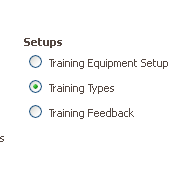 Setups
Training Equipment Setup
Training Types
Training Feedback
s